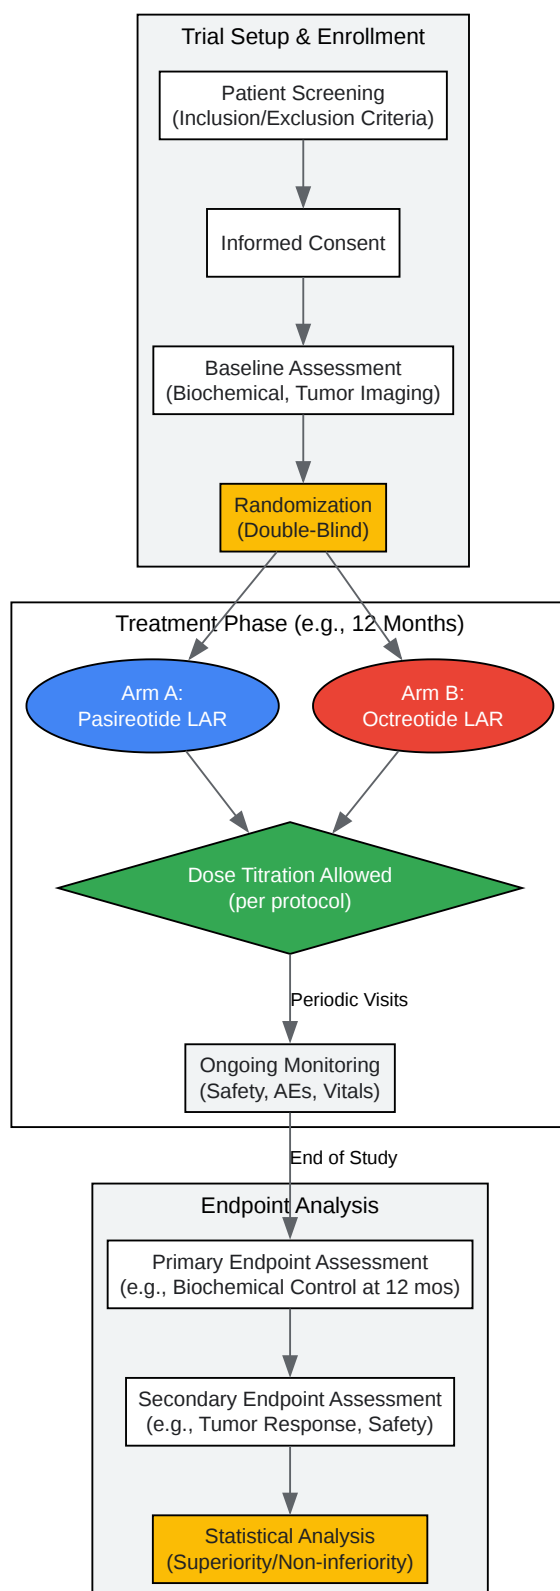 Trial Setup & Enrollment
Patient Screening
(Inclusion/Exclusion Criteria)
Informed Consent
Baseline Assessment
(Biochemical, Tumor Imaging)
Randomization
(Double-Blind)
Treatment Phase (e.g., 12 Months)
Arm A:
Pasireotide LAR
Arm B:
Octreotide LAR
Dose Titration Allowed
(per protocol)
Periodic Visits
Ongoing Monitoring
(Safety, AEs, Vitals)
End of Study
Endpoint Analysis
Primary Endpoint Assessment
(e.g., Biochemical Control at 12 mos)
Secondary Endpoint Assessment
(e.g., Tumor Response, Safety)
Statistical Analysis
(Superiority/Non-inferiority)